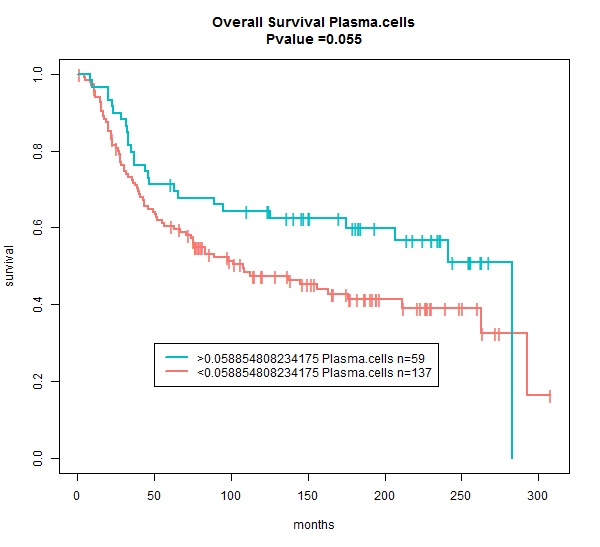 Overall Survival Plasma.cells
Pvalue =0.055
survival
1.0
0.8
0.6
0.4
0.2
0.0
>0.058854808234175 Plasma.cells n=59
<0.058854808234175 Plasma.cells n=137
0 50 100 150 200 250 300
months